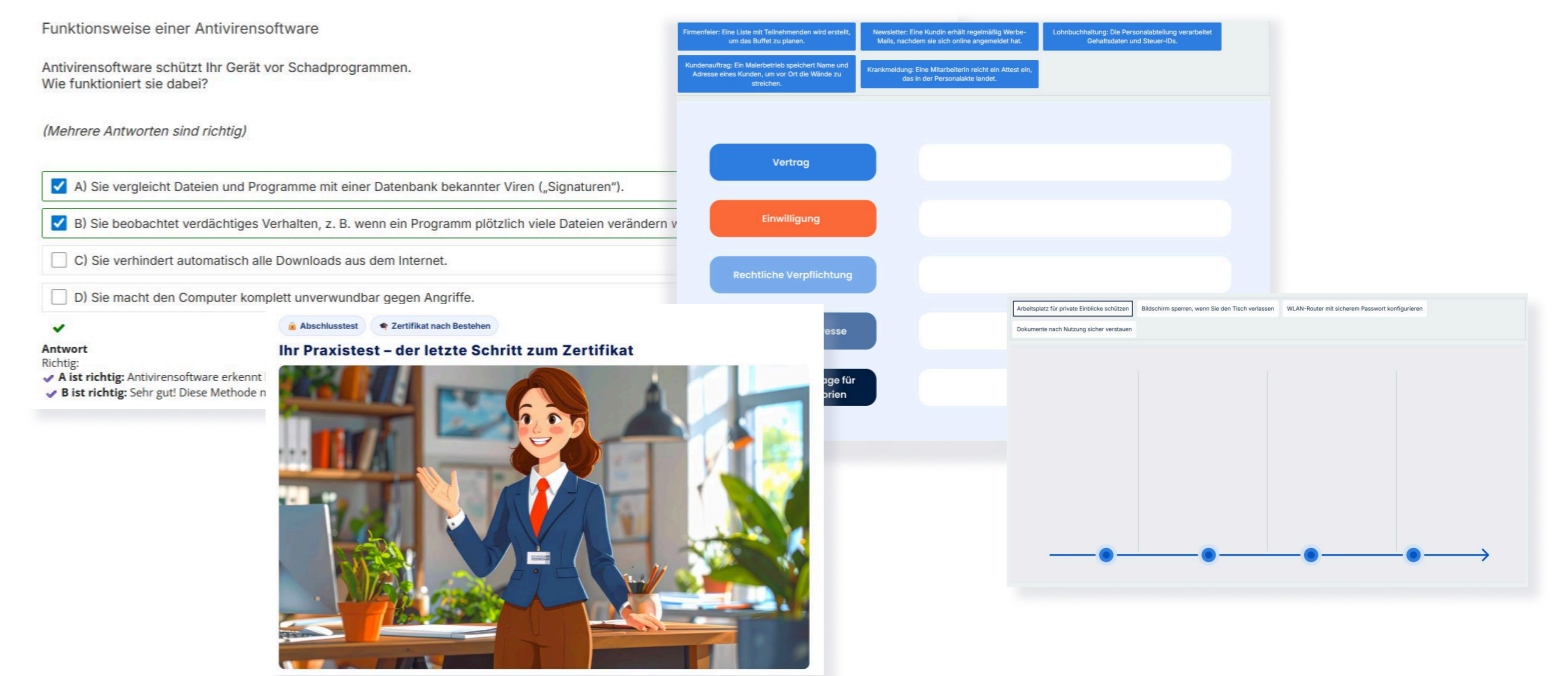 Funktionsweise einer Antivirensoftware
Antivirensoftware schützt Ihr Gerät vor Schadprogrammen.
Wie funktioniert sie dabei?
(Mehrere Antworten sind richtig)
A) Sie vergleicht Dateien und Programme mit einer Datenbank bekannter Viren („Signaturen“).
B) Sie beobachtet verdächtiges Verhalten, z. B. wenn ein Programm plötzlich viele Dateien verändern
C) Sie verhindert automatisch alle Downloads aus dem Internet.
D) Sie macht den Computer komplett unverwundbar gegen Angriffe.
Antwort
Richtig:
A ist richtig: Antivirensoftware erkennt
B ist richtig: Sehr gut! Diese Methode
Firmenfeier: Eine Liste mit Teilnehmenden wird erstellt,
um das Buffet zu planen.
Newsletter: Eine Kundin erhält regelmäßig Werbe-
Mails, nachdem sie sich online angemeldet hat.
Lohnbuchhaltung: Die Personalabteilung verarbeitet
Gehaltsdaten und Steuer-IDs.
Kundenauftrag: Ein Malerbetrieb speichert Name und
Adresse eines Kunden, um vor Ort die Wände zu
streichen.
Krankmeldung: Eine Mitarbeiterin reicht ein Attest ein,
das in der Personalakte landet.
Vertrag
Einwilligung
Rechtliche Verpflichtung
esse
age für
orien
Abschlusstest
Zertifikat nach Bestehen
Ihr Praxistest – der letzte Schritt zum Zertifikat
Arbeitsplatz für private Einblicke schützen
Bildschirm sperren, wenn Sie den Tisch verlassen
WLAN-Router mit sicherem Passwort konfigurieren
Dokumente nach Nutzung sicher verstauen